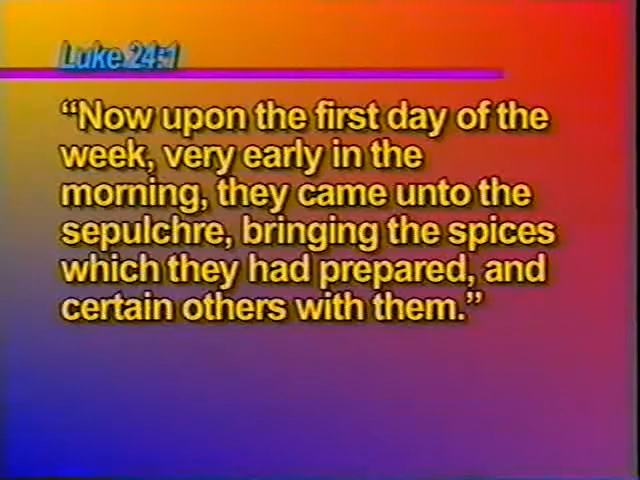 Luke 24:1
“Now upon the first day of the
week, very early in the
morning, they came unto the
sepulchre, bringing the spices
which they had prepared, and
certain others with them.”